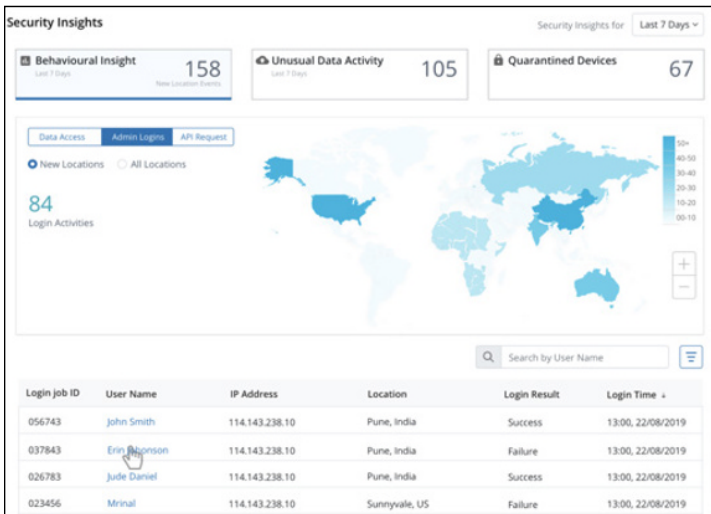 Security Insights
Security Insights for Last 7 Days
Behavioural Insight
Last 7 Days
158
New Location Events
Unusual Data Activity
Last 7 Days
105
Quarantined Devices
67
Data Access Admin Logins API Request
New Locations All Locations
84
Login Activities
50+
40-50
30-40
20-30
10-20
00-10
+
−
Search by User Name
Login job ID User Name IP Address Location Login Result Login Time ↓
056743 John Smith 114.143.238.10 Pune, India Success 13:00, 22/08/2019
037843 Erin 114.143.238.10 Pune, India Failure 13:00, 22/08/2019
026783 Jude Daniel 114.143.238.10 Pune, India Success 13:00, 22/08/2019
023456 Mrinal 114.143.238.10 Sunnyvale, US Failure 13:00, 22/08/2019